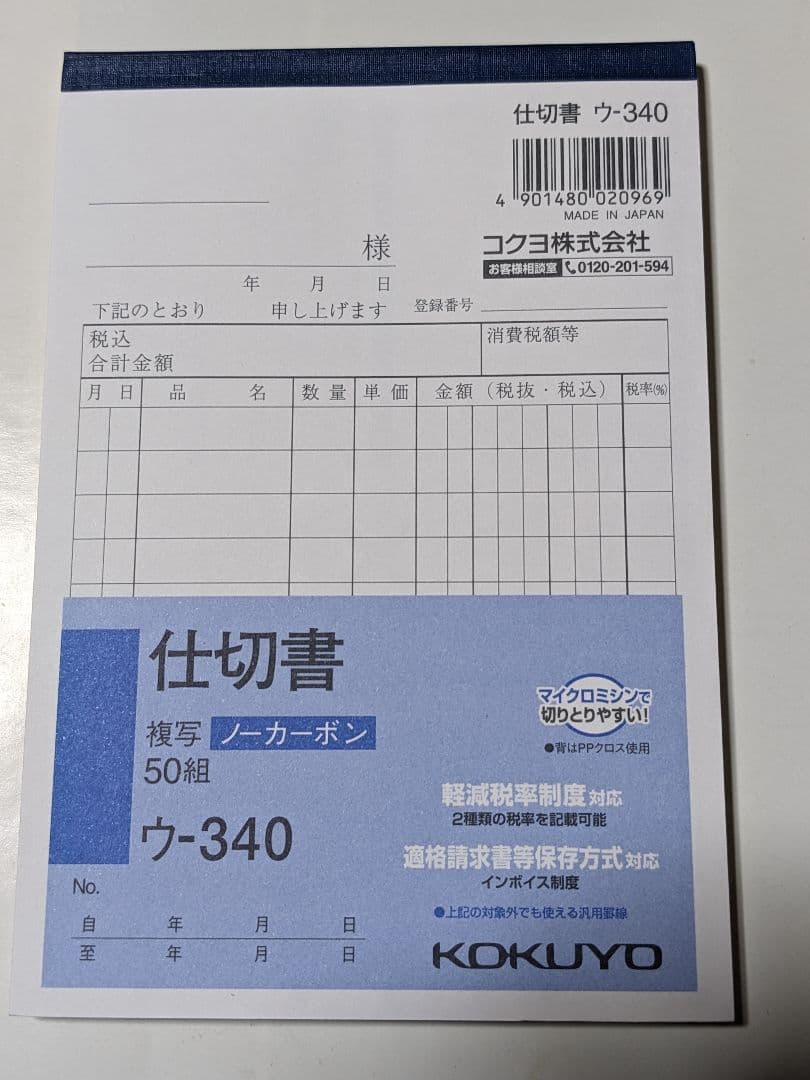 仕切書 ウ-340
4 901480 020969
MADE IN JAPAN
コクヨ株式会社
お客様相談室 0120-201-594
様
年 月 日
下記のとおり 申し上げます 登録番号
税込 消費税額等
合計金額
月 日 品 名 数量 単価 金額（税抜・税込） 税率(%)
仕切書
マイクロミシンで
切りとりやすい!
複写 ノーカーボン
●背はPPクロス使用
50組
軽減税率制度対応
2種類の税率を記載可能
ウ-340
適格請求書等保存方式対応
インボイス制度
No.
●上記の対象外でも使える汎用罫線
自 年 月 日
至 年 月 日
KOKUYO